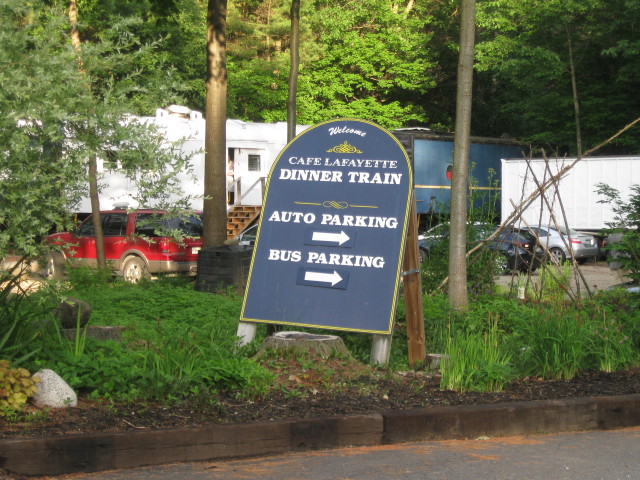 Welcome
CAFE LAFAYETTE
DINNER TRAIN
AUTO PARKING
BUS PARKING